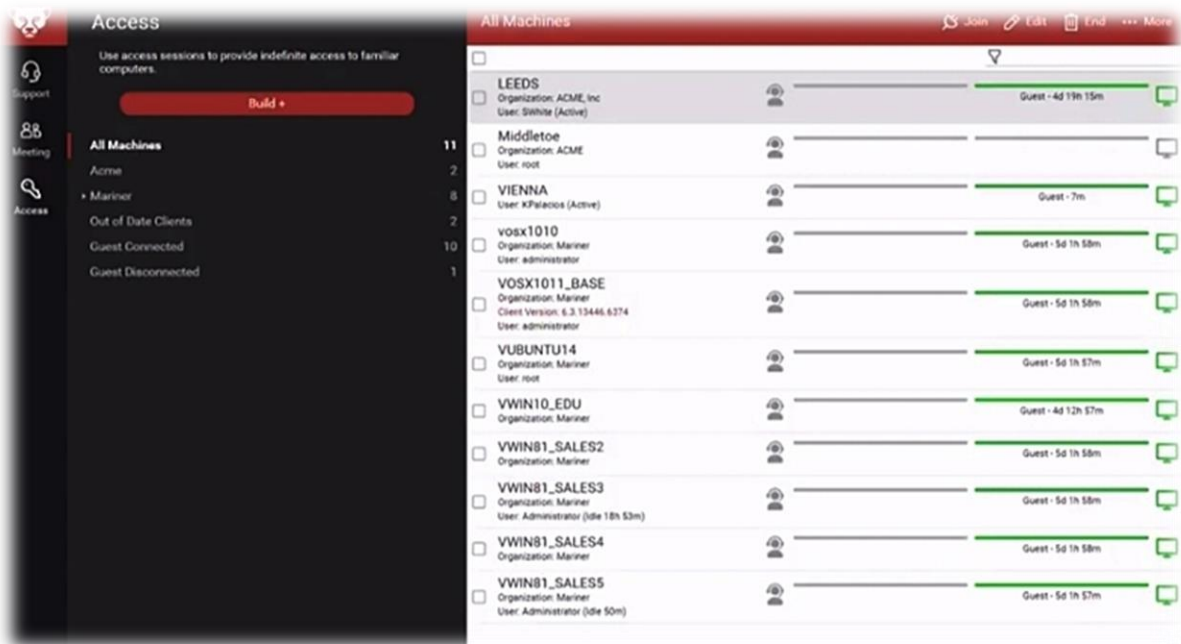 Access
Use access sessions to provide indefinite access to familiar
computers.
Build +
All Machines 11
Acme 2
Mariner 8
Out of Date Clients 2
Guest Connected 10
Guest Disconnected 1
Support
Meeting
Access
All Machines
Join Edit End More
LEEDS
Organization: ACME, Inc
User: SWhite (Active)
Guest - 4d 19h 15m
Middletoe
Organization: ACME
User: root
VIENNA
User: KPalacios (Active)
Guest - 7m
vosx1010
Organization: Mariner
User: administrator
Guest - 5d 1h 58m
VOSX1011_BASE
Organization: Mariner
Client Version: 6.3.13446.6374
User: administrator
Guest - 5d 1h 58m
VUBUNTU14
Organization: Mariner
User: root
Guest - 5d 1h 57m
VWIN10_EDU
Organization: Mariner
Guest - 4d 12h 57m
VWIN81_SALES2
Organization: Mariner
Guest - 5d 1h 58m
VWIN81_SALES3
Organization: Mariner
User: Administrator (Idle 18h 53m)
Guest - 5d 1h 58m
VWIN81_SALES4
Organization: Mariner
Guest - 5d 1h 58m
VWIN81_SALES5
Organization: Mariner
User: Administrator (Idle 50m)
Guest - 5d 1h 57m